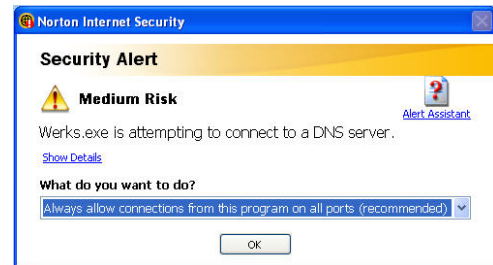 Norton Internet Security
Security Alert
Medium Risk
Alert Assistant
Werks.exe is attempting to connect to a DNS server.
Show Details
What do you want to do?
Always allow connections from this program on all ports (recommended)
OK